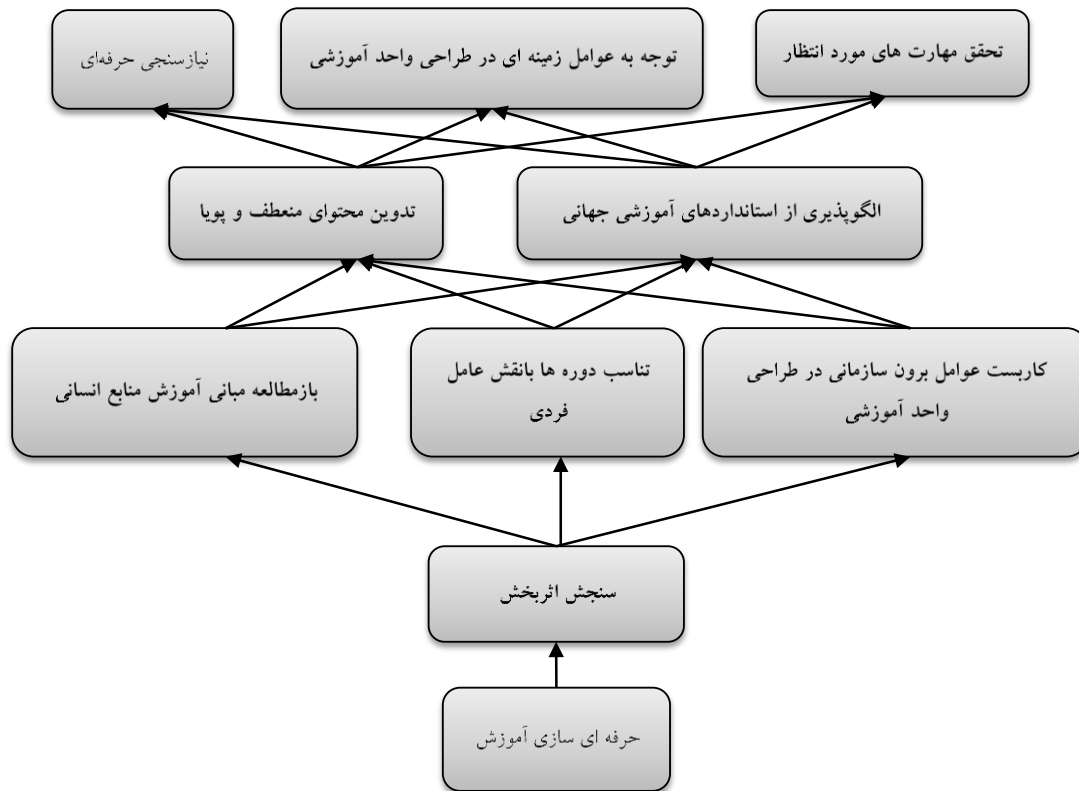 تحقق مهارت های مورد انتظار
توجه به عوامل زمینه ای در طراحی واحد آموزشی
نیازسنجی حرفه‌ای
الگوپذیری از استانداردهای آموزشی جهانی
تدوین محتوای منعطف و پویا
کاربست عوامل برون سازمانی در طراحی
واحد آموزشی
تناسب دوره ها بانقش عامل
فردی
بازمطالعه مبانی آموزش منابع انسانی
سنجش اثربخش
حرفه ای سازی آموزش